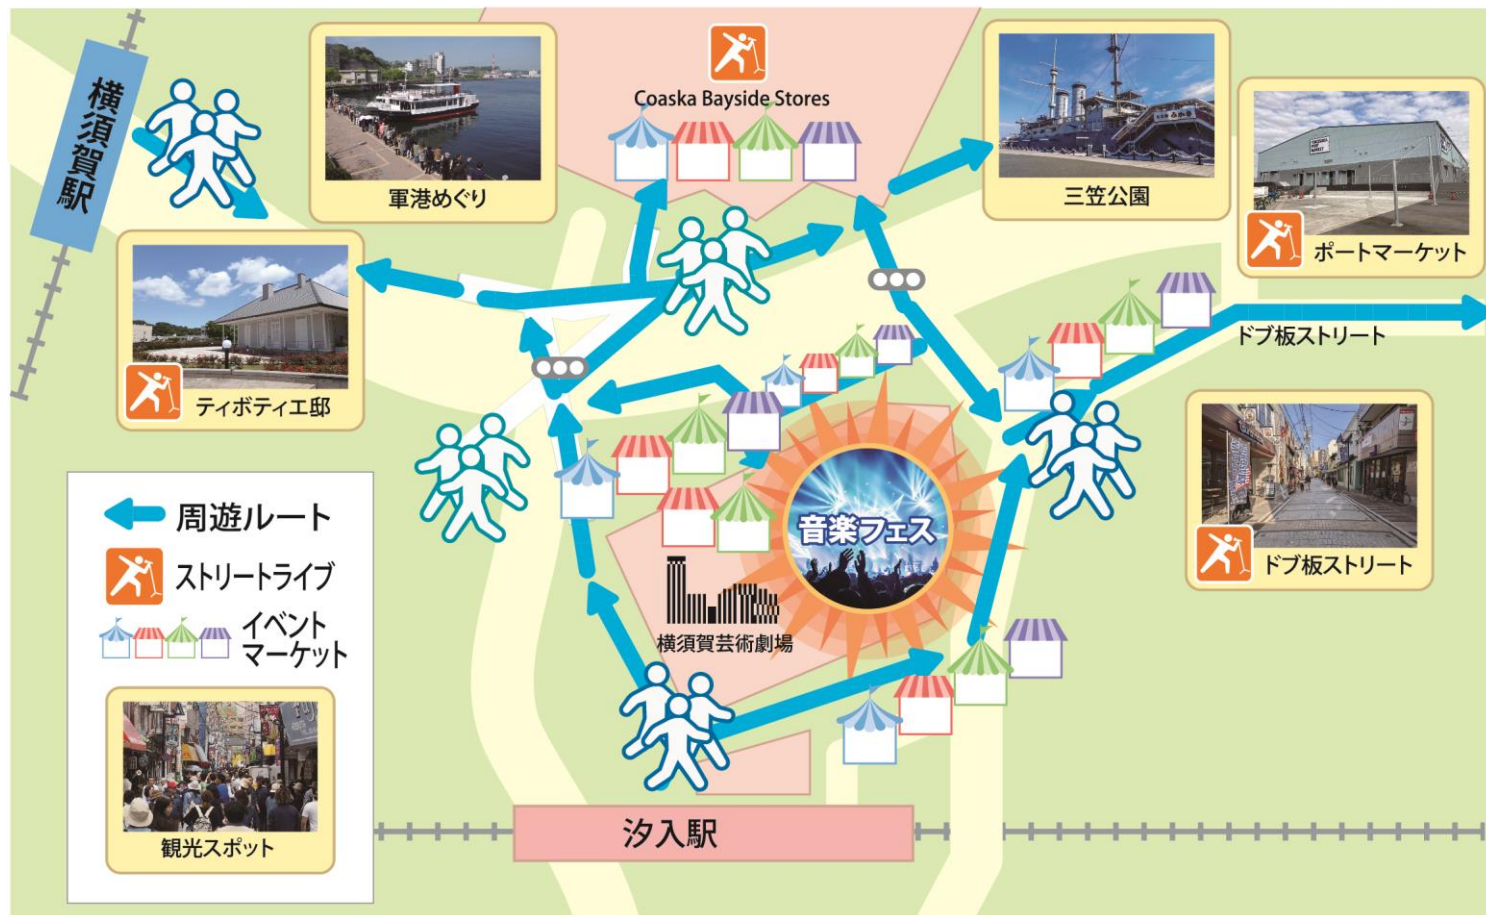 横須賀駅
軍港めぐり
Coaska Bayside Stores
三笠公園
ポートマーケット
ティボティエ邸
ドブ板ストリート
ドブ板ストリート
音楽フェス
横須賀芸術劇場
周遊ルート
ストリートライブ
イベント
マーケット
観光スポット
汐入駅